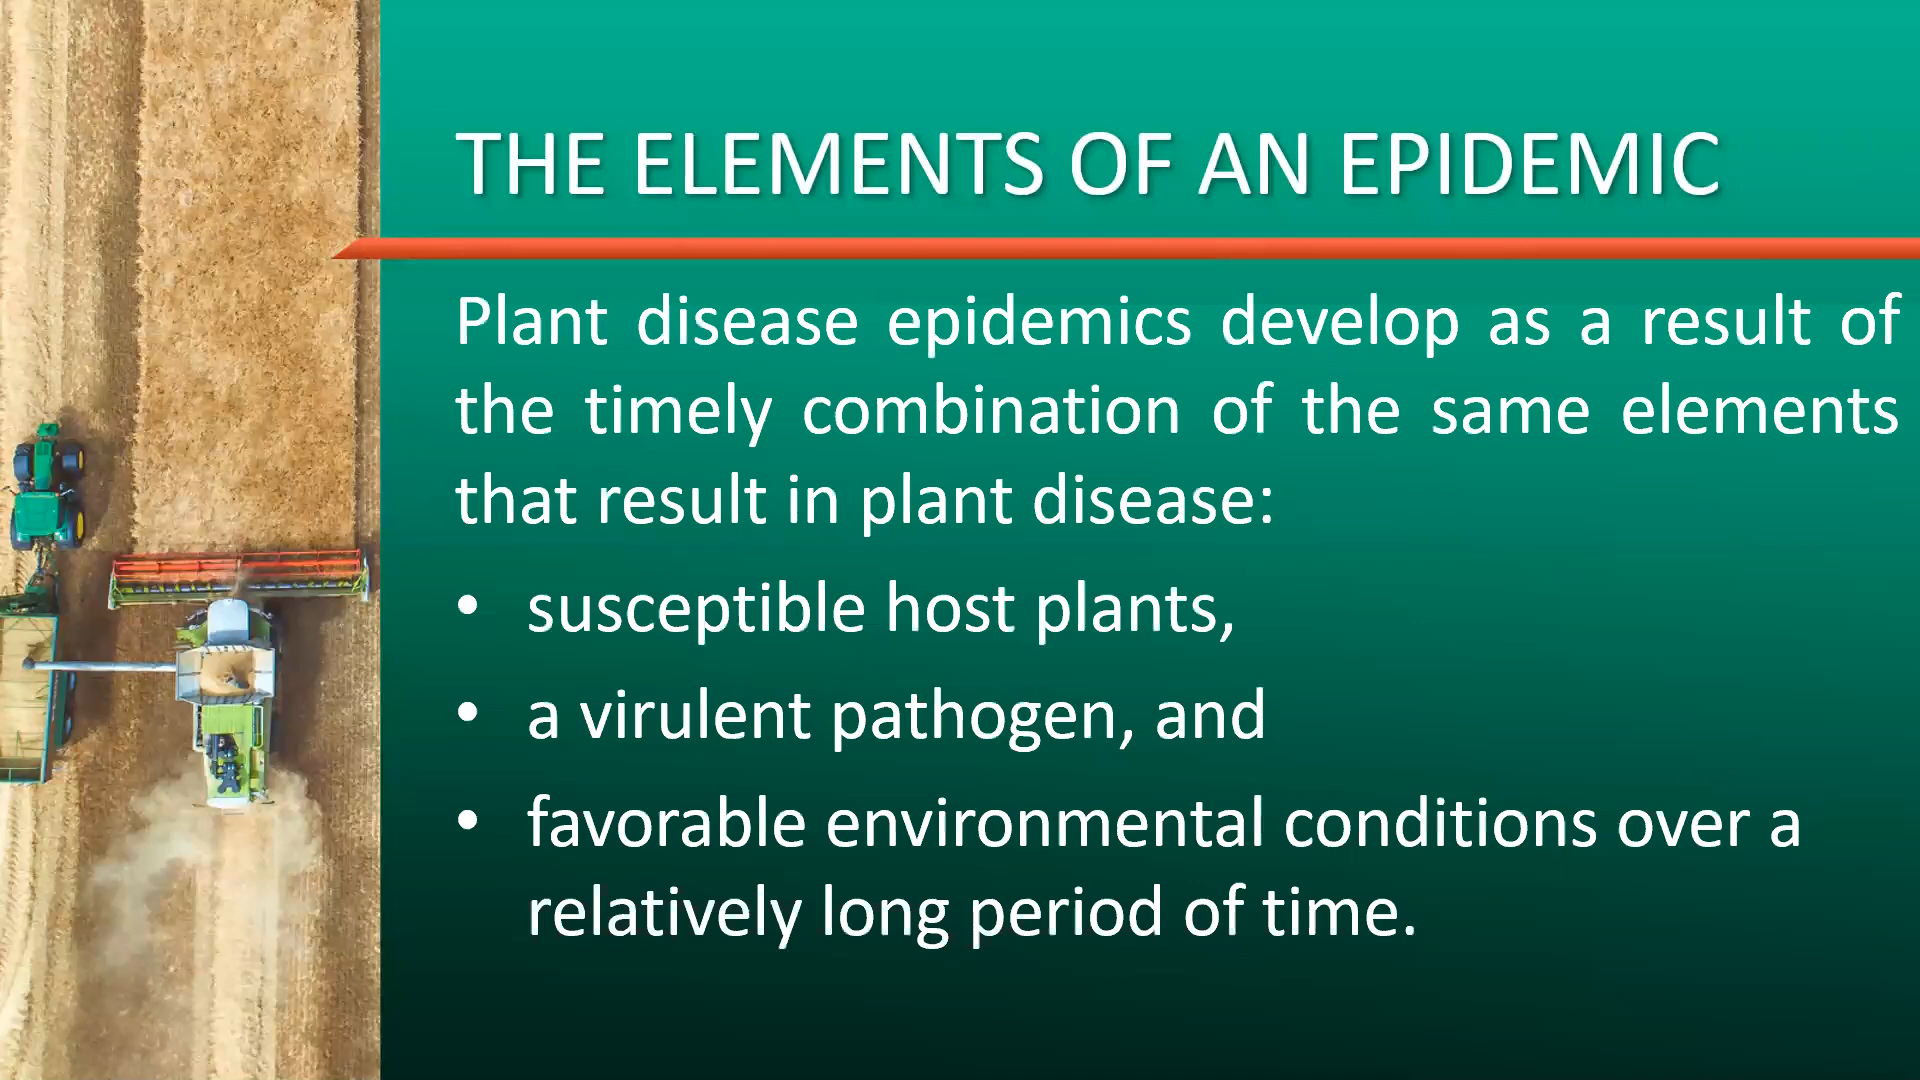 THE ELEMENTS OF AN EPIDEMIC
Plant disease epidemics develop as a result of
the timely combination of the same elements
that result in plant disease:
• susceptible host plants,
• a virulent pathogen, and
• favorable environmental conditions over a
relatively long period of time.